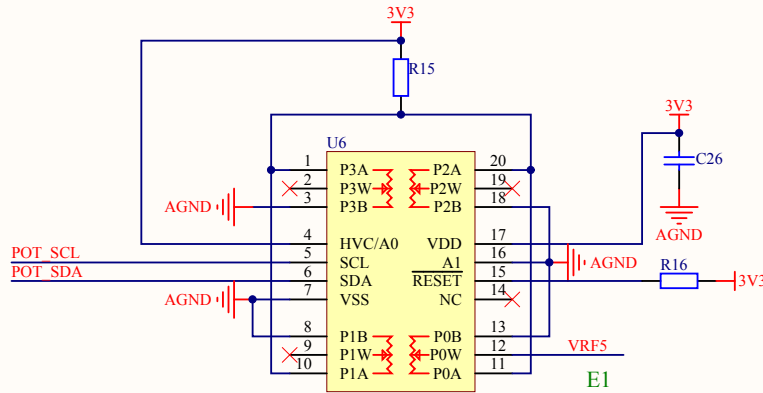 3V3
R15
3V3
U6
C26
1 P3A P2A 20
2 P3W P2W 19
3 P3B P2B 18
AGND
AGND
4 HVC/A0 VDD 17
POT_SCL 5 SCL A1 16 AGND
POT_SDA 6 SDA RESET 15 R16 3V3
AGND 7 VSS NC 14
8 P1B P0B 13
9 P1W P0W 12 VRF5
10 P1A P0A 11
E1